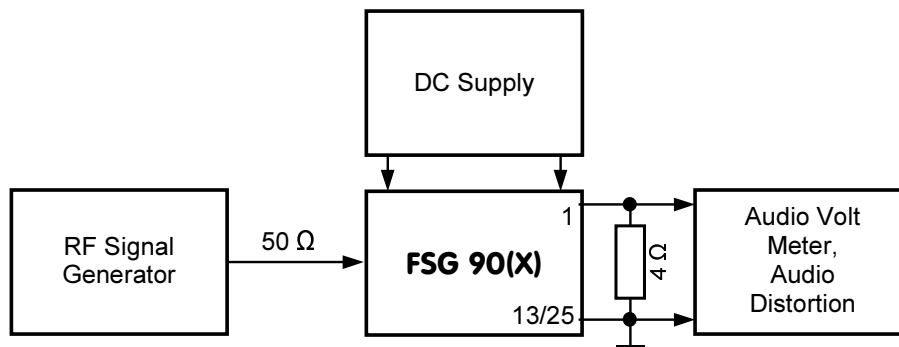 DC Supply
RF Signal
Generator
50 Ω
FSG 90(X)
1
13/25
4 Ω
Audio Volt
Meter,
Audio
Distortion